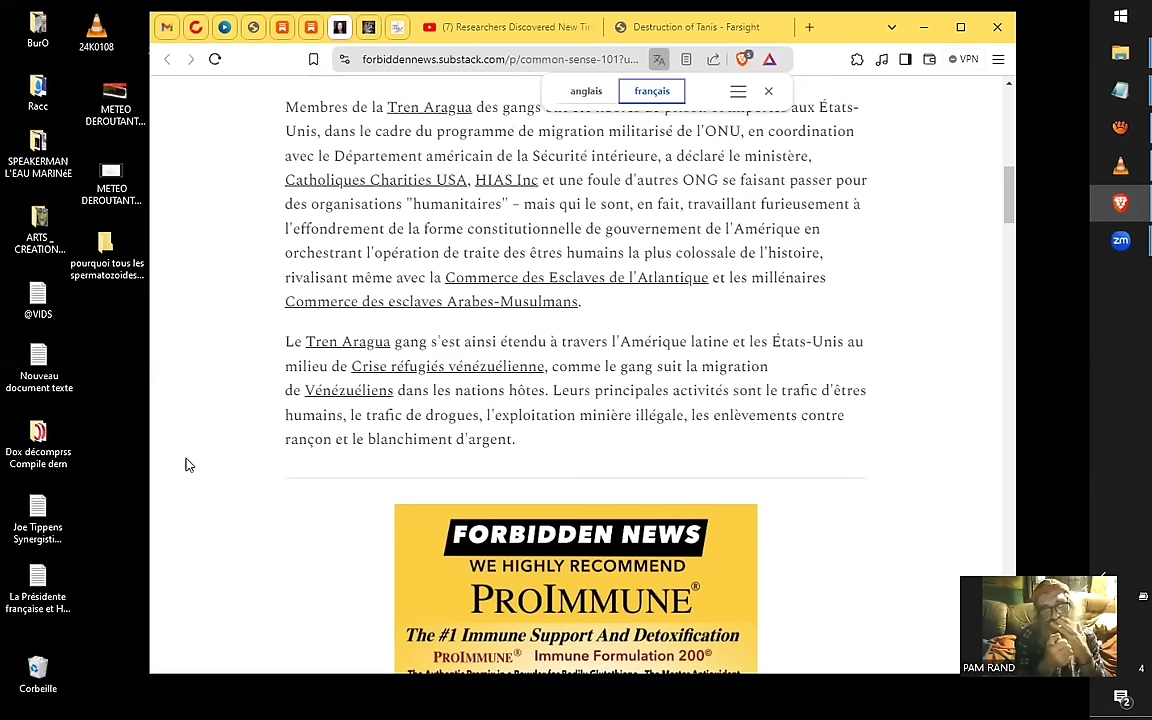 BurO
24K0108
Racc
METEO
DEROUTANT...
SPEAKERMAN
L'EAU MARINéE
METEO
DEROUTANT...
ARTS _
CREATION...
pourquoi tous les
spermatozoides...
@VIDS
Nouveau
document texte
Dox décomprss
Compile dern
Joe Tippens
Synergisti...
La Présidente
française et H...
Corbeille
(7) Researchers Discovered New Ti
Destruction of Tanis - Farsight
forbiddennews.substack.com/p/common-sense-101?u...
5
VPN
anglais
français
Membres de la Tren Aragua des gangs
aux États-
Unis, dans le cadre du programme de migration militarisé de l'ONU, en coordination
avec le Département américain de la Sécurité intérieure, a déclaré le ministère,
Catholiques Charities USA, HIAS Inc et une foule d'autres ONG se faisant passer pour
des organisations "humanitaires" – mais qui le sont, en fait, travaillant furieusement à
l'effondrement de la forme constitutionnelle de gouvernement de l'Amérique en
orchestrant l'opération de traite des êtres humains la plus colossale de l'histoire,
rivalisant même avec la Commerce des Esclaves de l'Atlantique et les millénaires
Commerce des esclaves Arabes-Musulmans.
Le Tren Aragua gang s'est ainsi étendu à travers l'Amérique latine et les États-Unis au
milieu de Crise réfugiés vénézuélienne, comme le gang suit la migration
de Vénézuéliens dans les nations hôtes. Leurs principales activités sont le trafic d'êtres
humains, le trafic de drogues, l'exploitation minière illégale, les enlèvements contre
rançon et le blanchiment d'argent.
FORBIDDEN NEWS
WE HIGHLY RECOMMEND
PROIMMUNE®
The #1 Immune Support And Detoxification
PROIMMUNE® Immune Formulation 200©
zm
PAM RAND
4
2